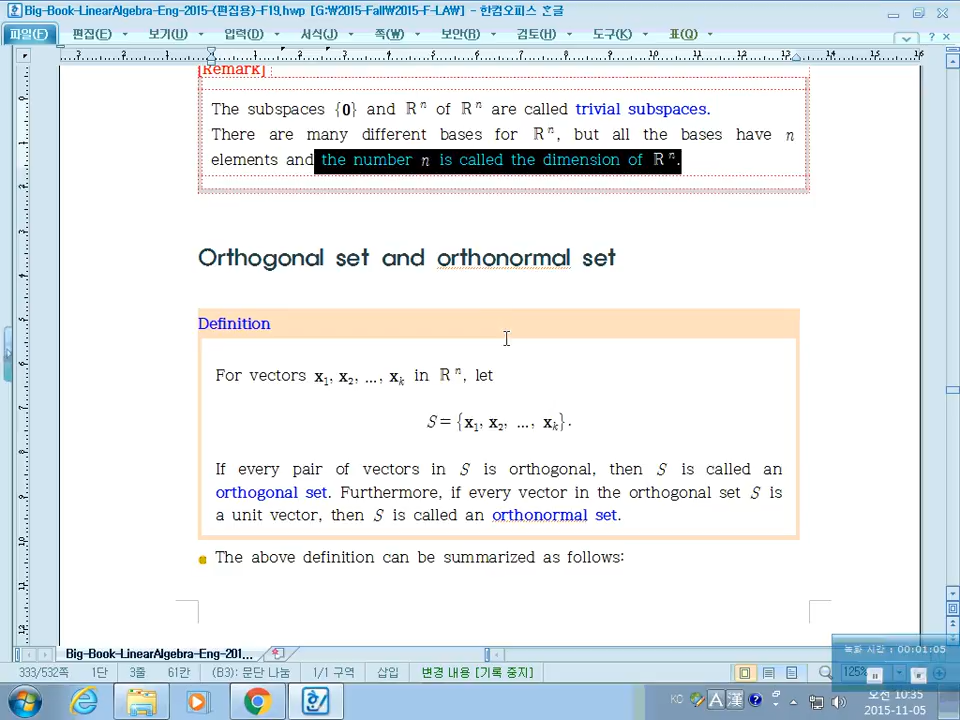 Big-Book-LinearAlgebra-Eng-2015-(편집용)-F19.hwp [G:\2015-Fall\2015-F-LAW] - 한컴오피스 한글
파일(F) 편집(E) 보기(U) 입력(D) 서식(J) 쪽(W) 보안(B) 검토(H) 도구(K) 표(Q)
[Remark]
The subspaces {0} and ℝⁿ of ℝⁿ are called trivial subspaces.
There are many different bases for ℝⁿ, but all the bases have n
elements and the number n is called the dimension of ℝⁿ.
Orthogonal set and orthonormal set
Definition
For vectors x₁, x₂, ..., xₖ in ℝⁿ, let
S = {x₁, x₂, ..., xₖ}.
If every pair of vectors in S is orthogonal, then S is called an
orthogonal set. Furthermore, if every vector in the orthogonal set S is
a unit vector, then S is called an orthonormal set.
The above definition can be summarized as follows:
Big-Book-LinearAlgebra-Eng-201...
녹화 시간 : 00:01:05
333/532쪽 1단 3줄 61칸 (B3): 문단 나눔 1/1 구역 삽입 변경 내용 [기록 중지] 125%
KC A 漢 ? 오전 10:35
2015-11-05